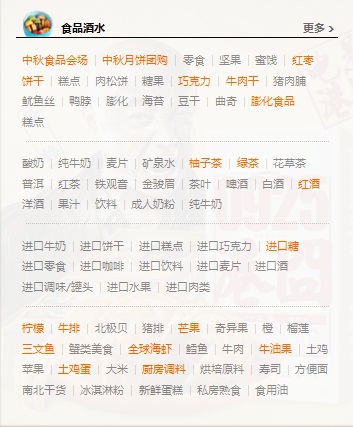 食品酒水 更多 >
中秋食品会场 | 中秋月饼团购 | 零食 | 坚果 | 蜜饯 | 红枣
饼干 | 糕点 | 肉松饼 | 糖果 | 巧克力 | 牛肉干 | 猪肉脯
鱿鱼丝 | 鸭脖 | 膨化 | 海苔 | 豆干 | 曲奇 | 膨化食品
糕点
酸奶 | 纯牛奶 | 麦片 | 矿泉水 | 柚子茶 | 绿茶 | 花草茶
普洱 | 红茶 | 铁观音 | 金骏眉 | 茶叶 | 啤酒 | 白酒 | 红酒
洋酒 | 果汁 | 饮料 | 成人奶粉 | 纯牛奶
进口牛奶 | 进口饼干 | 进口糕点 | 进口巧克力 | 进口糖
进口零食 | 进口咖啡 | 进口饮料 | 进口麦片 | 进口酒
进口调味/罐头 | 进口水果 | 进口肉类
柠檬 | 牛排 | 北极贝 | 猪排 | 芒果 | 奇异果 | 橙 | 榴莲
三文鱼 | 蟹类美食 | 全球海虾 | 鳕鱼 | 牛肉 | 牛油果 | 土鸡
苹果 | 土鸡蛋 | 大米 | 厨房调料 | 烘培原料 | 寿司 | 方便面
南北干货 | 冰淇淋粉 | 新鲜蛋糕 | 私房熟食 | 食用油